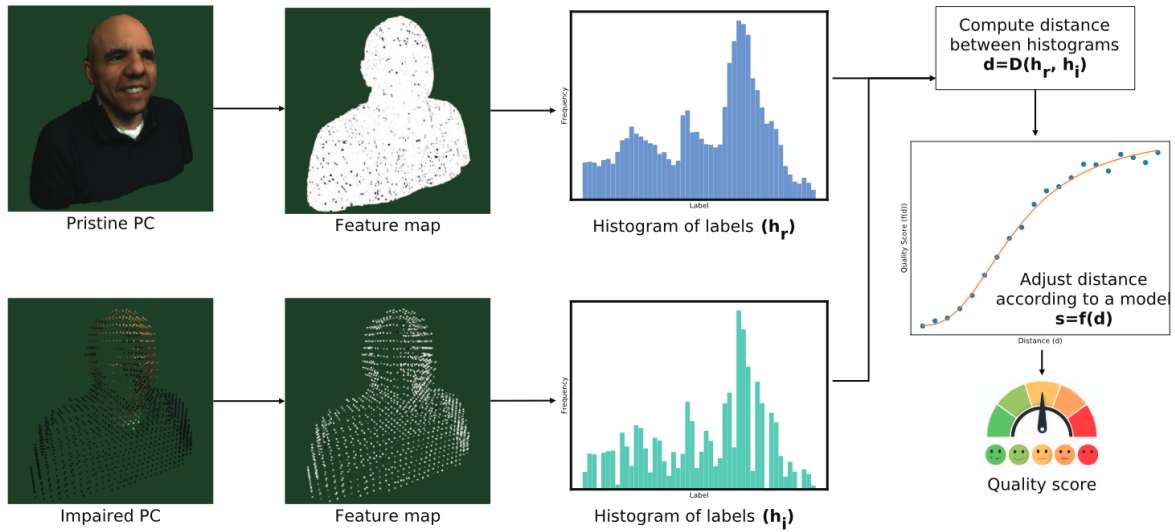 Pristine PC
Feature map
Frequency
Label
Histogram of labels (hr)
Compute distance
between histograms
d=D(hr, hi)
Quality Score (f(d))
Adjust distance
according to a model
s=f(d)
Distance (d)
Quality score
Impaired PC
Feature map
Frequency
Label
Histogram of labels (hi)